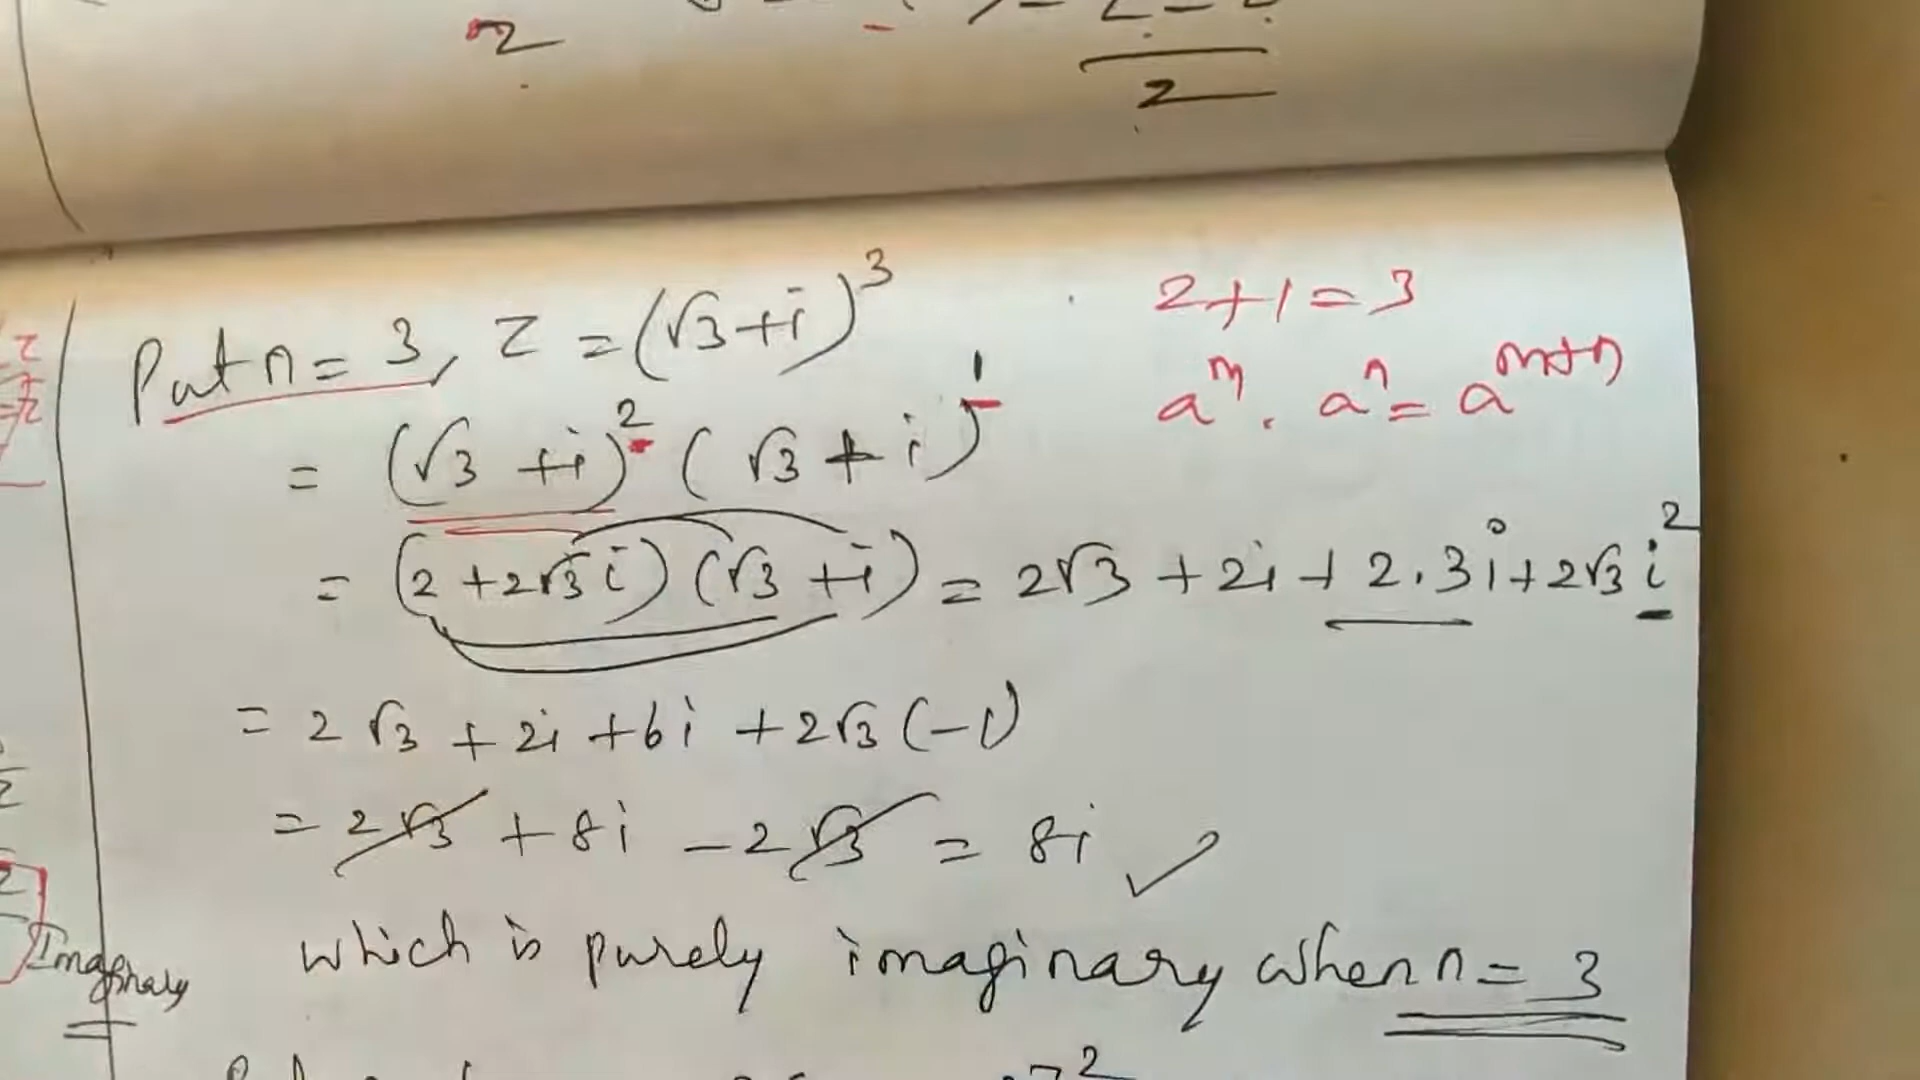 2
2
Put n = 3, Z = (√3+i)³
2+1=3
= (√3 +i)² (√3 + i)¹
aᵐ . aⁿ = aᵐ⁺ⁿ
= (2 +2√3 i) (√3 +i) = 2√3 +2i + 2.3i + 2√3 i²
= 2√3 + 2i +6i +2√3 (-1)
= 2√3 + 8i - 2√3 = 8i ✓
Imaginary
which is purely imaginary when n = 3